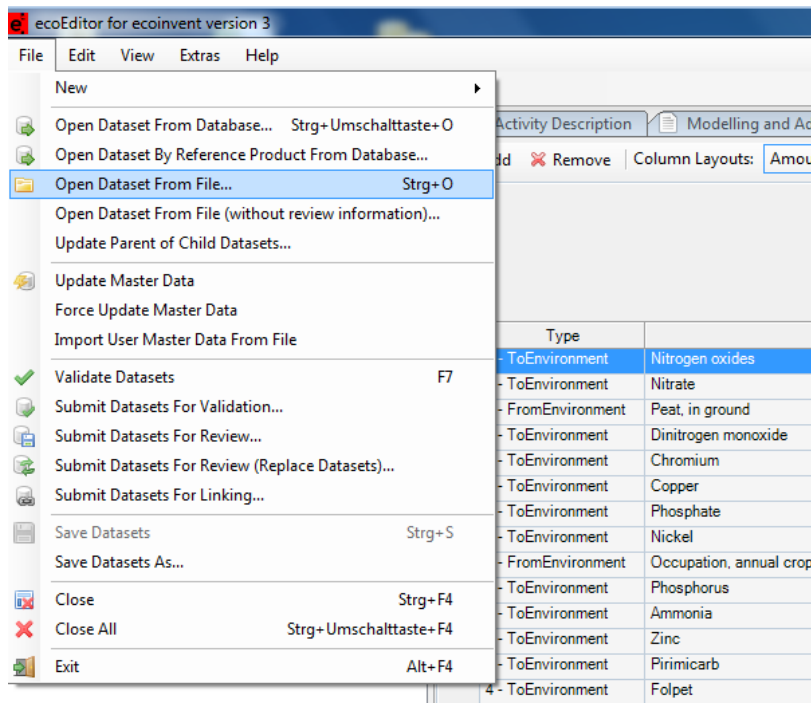 ecoEditor for ecoinvent version 3
File Edit View Extras Help
New
Open Dataset From Database... Strg+Umschalttaste+O
Open Dataset By Reference Product From Database...
Open Dataset From File... Strg+O
Open Dataset From File (without review information)...
Update Parent of Child Datasets...
Update Master Data
Force Update Master Data
Import User Master Data From File
Validate Datasets F7
Submit Datasets For Validation...
Submit Datasets For Review...
Submit Datasets For Review (Replace Datasets)...
Submit Datasets For Linking...
Save Datasets Strg+S
Save Datasets As...
Close Strg+F4
Close All Strg+Umschalttaste+F4
Exit Alt+F4
Activity Description Modelling and
Remove Column Layouts:
Type
- ToEnvironment Nitrogen oxides
- ToEnvironment Nitrate
- FromEnvironment Peat, in ground
- ToEnvironment Dinitrogen monoxide
- ToEnvironment Chromium
- ToEnvironment Copper
- ToEnvironment Phosphate
- ToEnvironment Nickel
- FromEnvironment Occupation, annual crop
- ToEnvironment Phosphorus
- ToEnvironment Ammonia
- ToEnvironment Zinc
- ToEnvironment Pirimicarb
4 - ToEnvironment Folpet